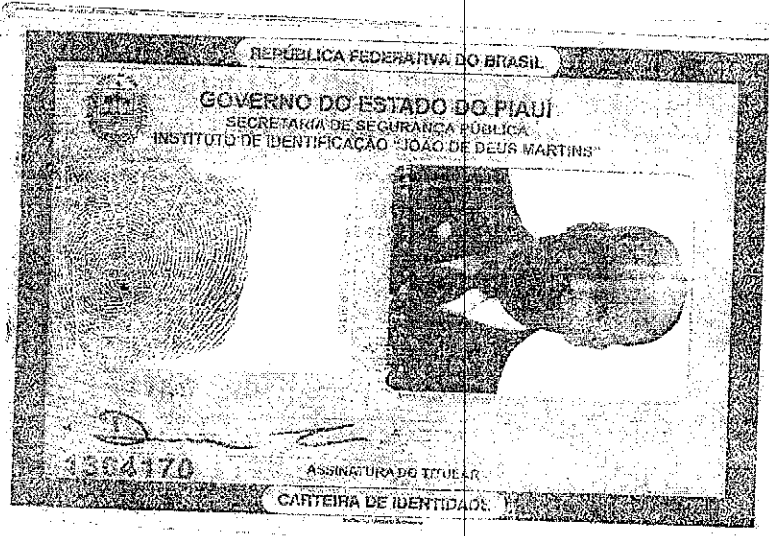 REPÚBLICA FEDERATIVA DO BRASIL
GOVERNO DO ESTADO DO PIAUÍ
SECRETARIA DE SEGURANÇA PÚBLICA
INSTITUTO DE IDENTIFICAÇÃO "JOÃO DE DEUS MARTINS"
ASSINATURA DO TITULAR
CARTEIRA DE IDENTIDADE